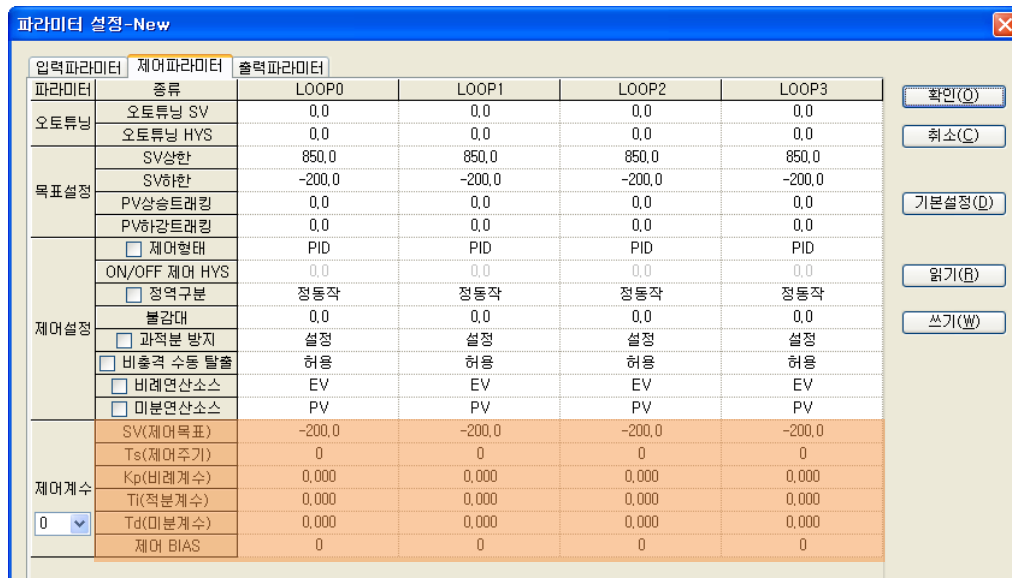 파라미터 설정-New
입력파라미터 제어파라미터 출력파라미터
파라미터 종류 LOOP0 LOOP1 LOOP2 LOOP3
오토튜닝
오토튜닝 SV 0,0 0,0 0,0 0,0
오토튜닝 HYS 0,0 0,0 0,0 0,0
목표설정
SV상한 850,0 850,0 850,0 850,0
SV하한 -200,0 -200,0 -200,0 -200,0
PV상승트래킹 0,0 0,0 0,0 0,0
PV하강트래킹 0,0 0,0 0,0 0,0
제어설정
제어형태 PID PID PID PID
ON/OFF 제어 HYS 0,0 0,0 0,0 0,0
정역구분 정동작 정동작 정동작 정동작
불감대 0,0 0,0 0,0 0,0
과적분 방지 설정 설정 설정 설정
비충격 수동 탈출 허용 허용 허용 허용
비례연산소스 EV EV EV EV
미분연산소스 PV PV PV PV
제어계수
0
SV(제어목표) -200,0 -200,0 -200,0 -200,0
Ts(제어주기) 0 0 0 0
Kp(비례계수) 0,000 0,000 0,000 0,000
Ti(적분계수) 0,000 0,000 0,000 0,000
Td(미분계수) 0,000 0,000 0,000 0,000
제어 BIAS 0 0 0 0
확인(O)
취소(C)
기본설정(D)
읽기(R)
쓰기(W)